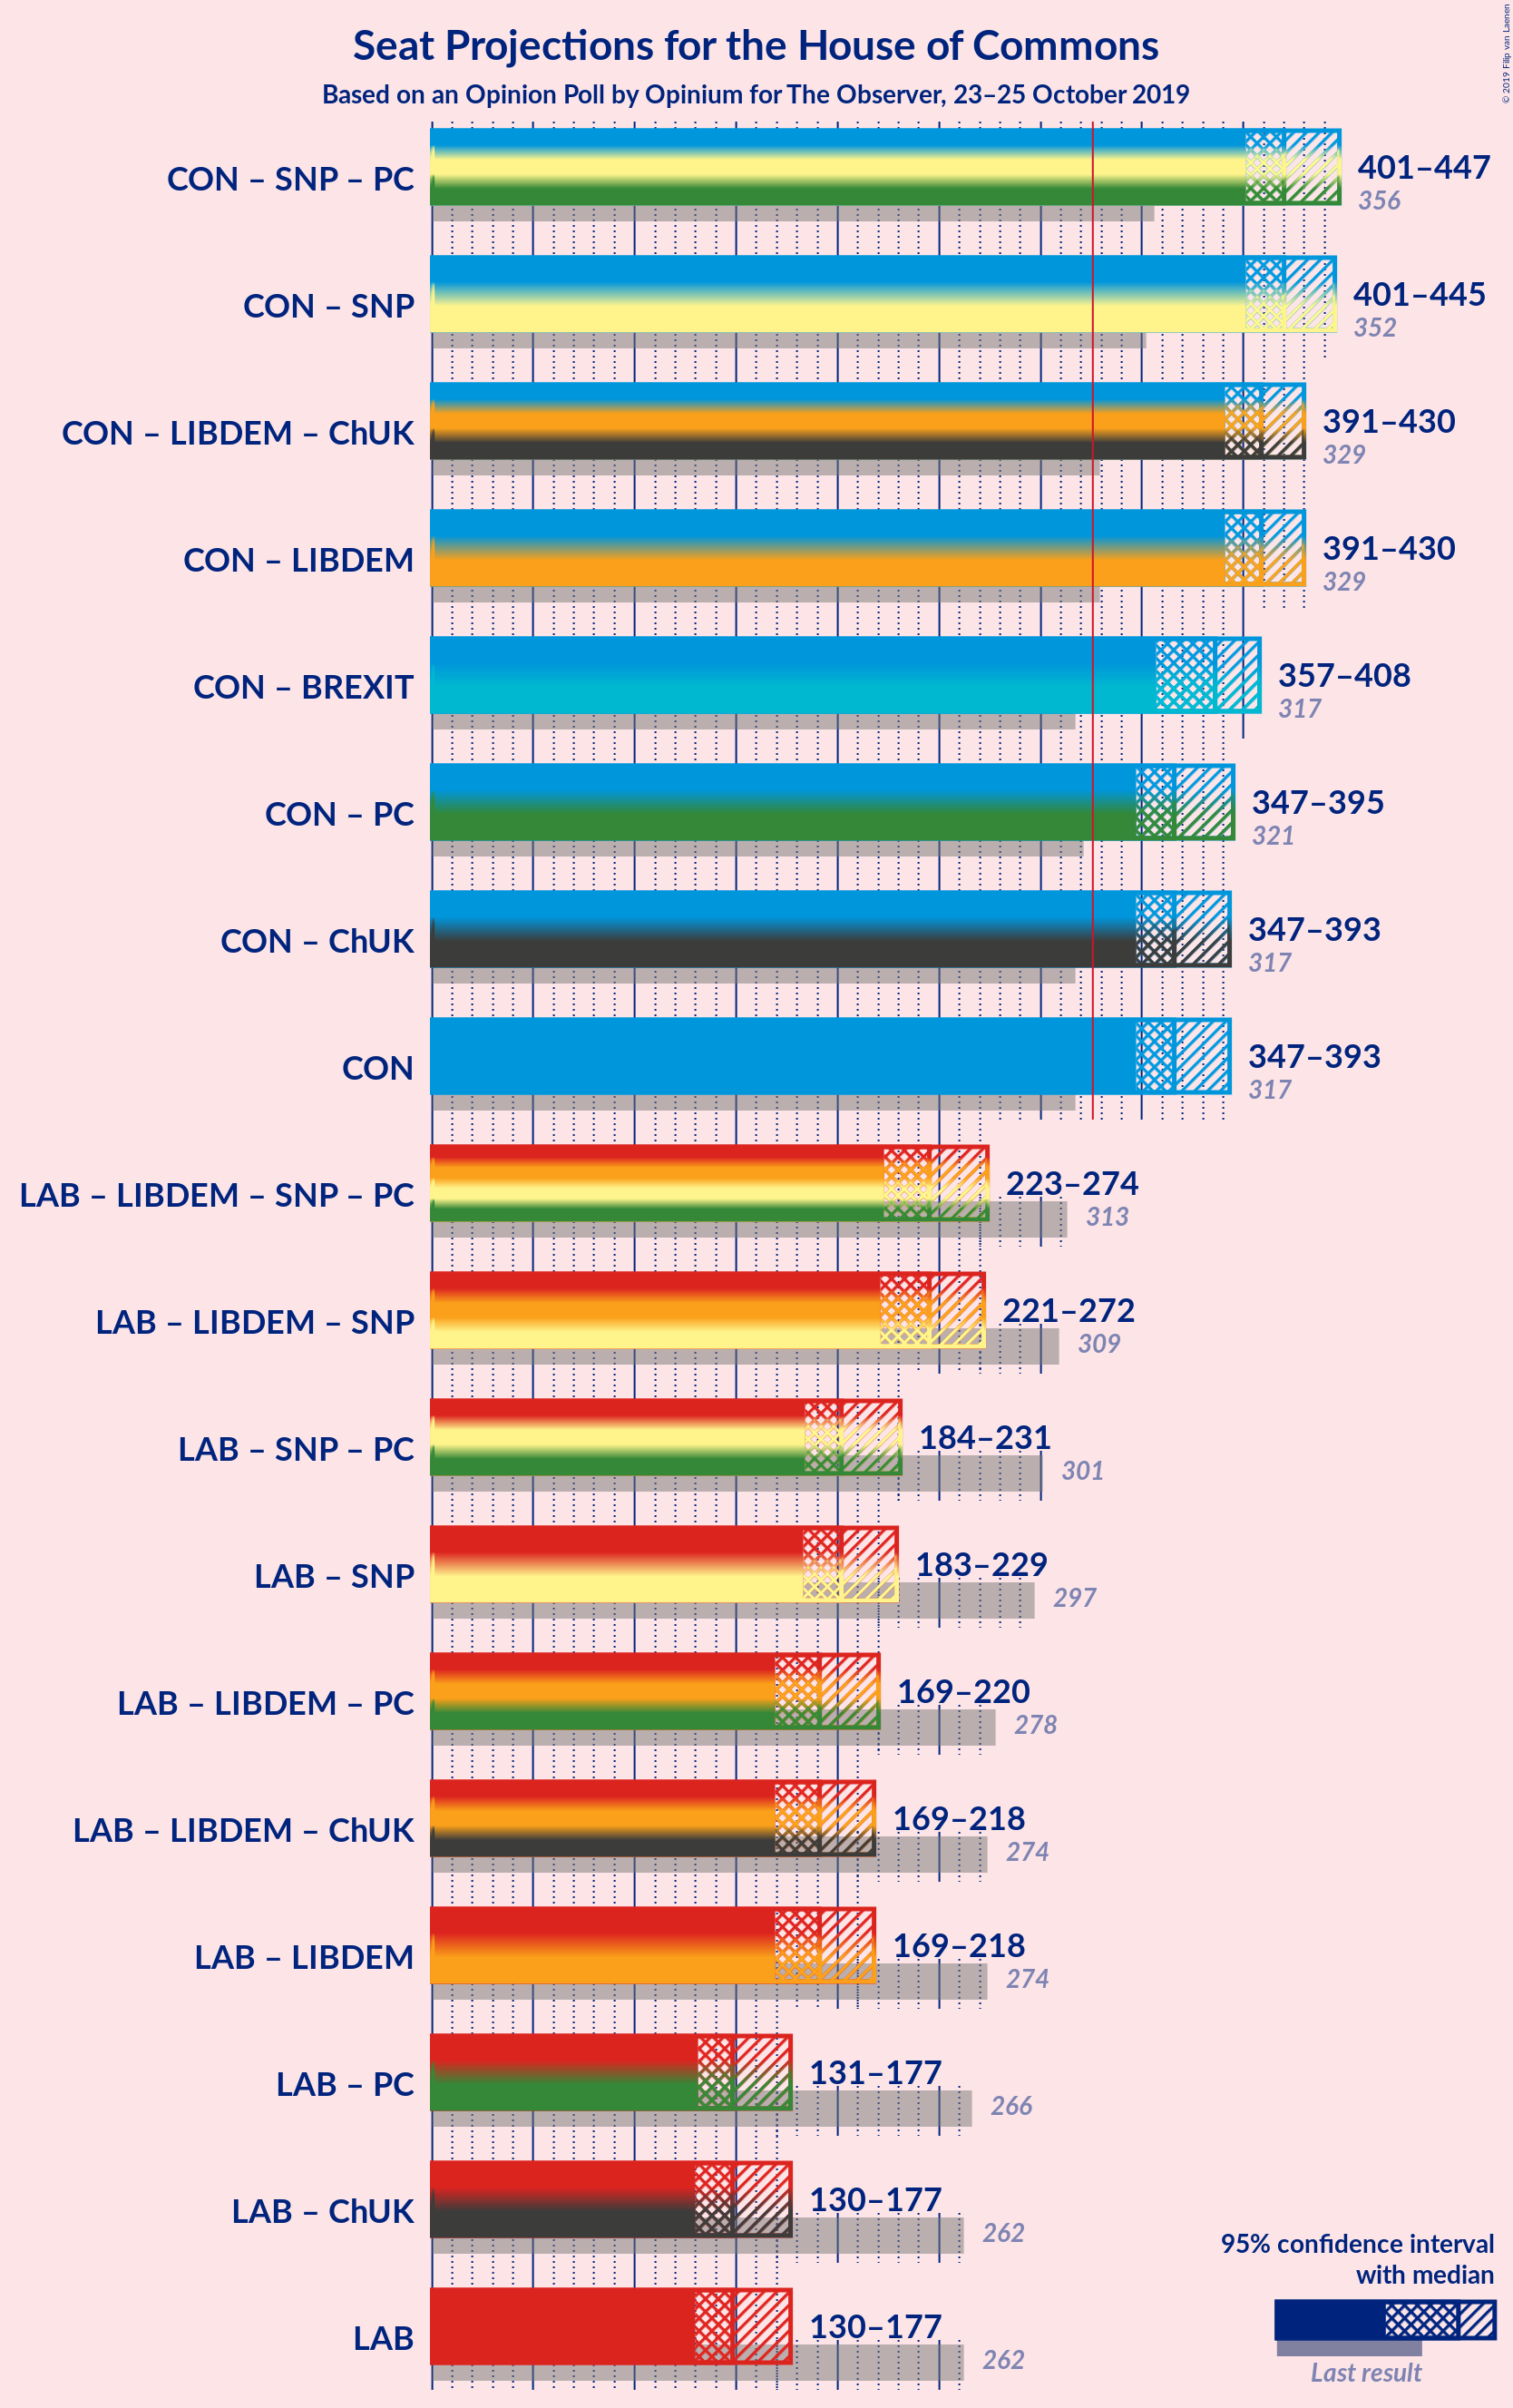 Seat Projections for the House of Commons
Based on an Opinion Poll by Opinium for The Observer, 23–25 October 2019
© 2019 Filip van Laenen
CON – SNP – PC
401–447
356
CON – SNP
401–445
352
CON – LIBDEM – ChUK
391–430
329
CON – LIBDEM
391–430
329
CON – BREXIT
357–408
317
CON – PC
347–395
321
CON – ChUK
347–393
317
CON
347–393
317
LAB – LIBDEM – SNP – PC
223–274
313
LAB – LIBDEM – SNP
221–272
309
LAB – SNP – PC
184–231
301
LAB – SNP
183–229
297
LAB – LIBDEM – PC
169–220
278
LAB – LIBDEM – ChUK
169–218
274
LAB – LIBDEM
169–218
274
LAB – PC
131–177
266
LAB – ChUK
130–177
262
LAB
130–177
262
95% confidence interval
with median
Last result